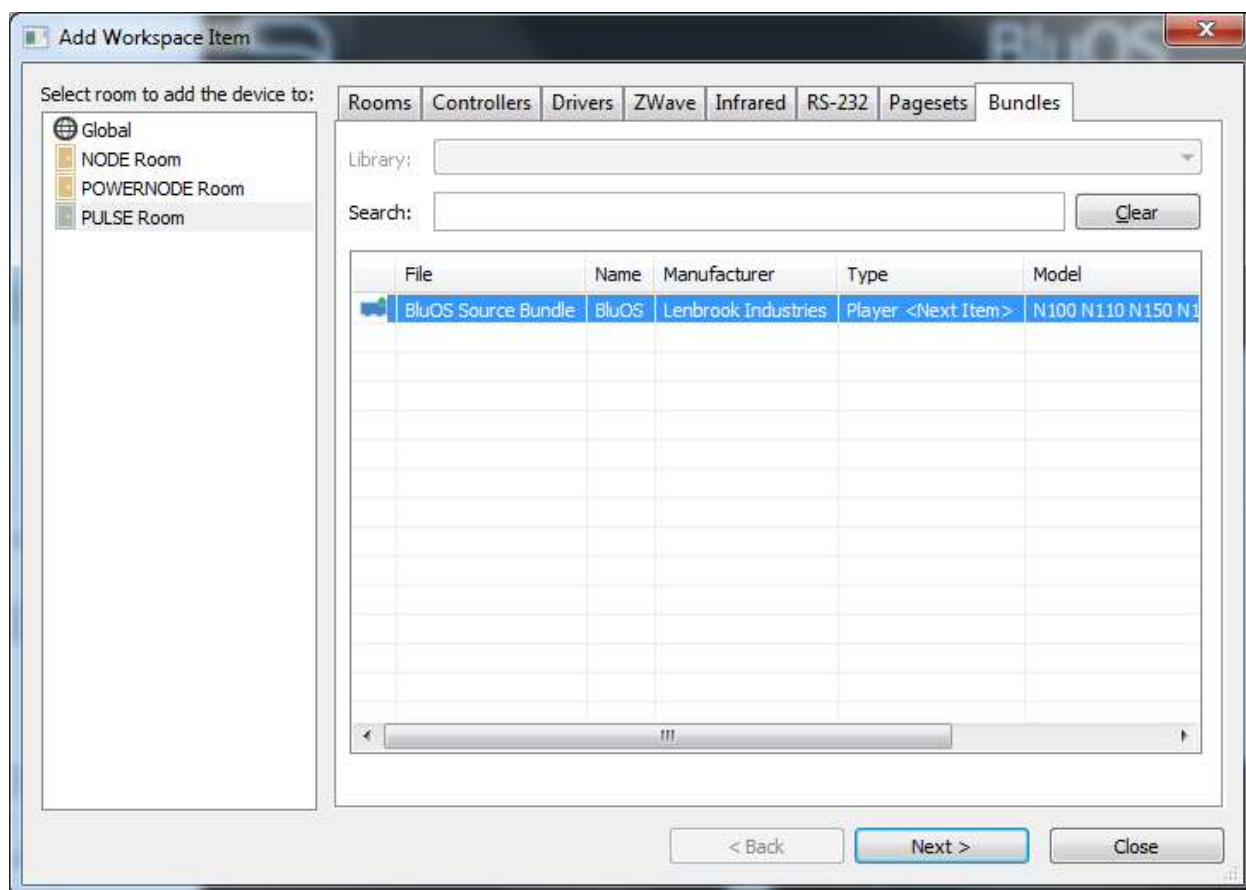 Add Workspace Item
BluOS
Select room to add the device to:
Global
NODE Room
POWERNODE Room
PULSE Room
Rooms Controllers Drivers ZWave Infrared RS-232 Pagesets Bundles
Library:
Search: Clear
File Name Manufacturer Type Model
BluOS Source Bundle BluOS Lenbrook Industries Player <Next Item> N100 N110 N150 N1
< Back Next > Close